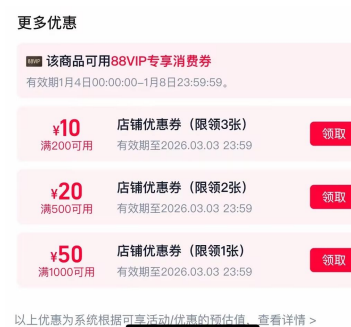 更多优惠
88VIP 该商品可用88VIP专享消费券
有效期1月4日00:00:00-1月8日23:59:59。
¥10
满200可用
店铺优惠券（限领3张）
有效期至2026.03.03 23:59
领取
¥20
满500可用
店铺优惠券（限领2张）
有效期至2026.03.03 23:59
领取
¥50
满1000可用
店铺优惠券（限领1张）
有效期至2026.03.03 23:59
领取
以上优惠为系统根据可享活动/优惠的预估值，查看详情 >